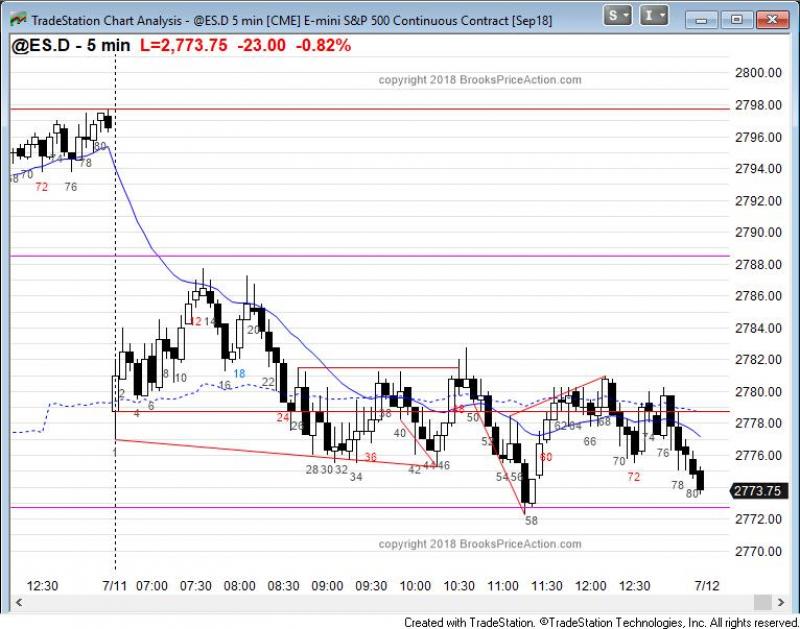 TradeStation Chart Analysis - @ES.D 5 min [CME] E-mini S&P 500 Continuous Contract [Sep18]
S I
@ES.D - 5 min L=2,773.75 -23.00 -0.82%
copyright 2018 BrooksPriceAction.com
2800.00
2798.00
2796.00
2794.00
2792.00
2790.00
2788.00
2786.00
2784.00
2782.00
2780.00
2778.00
2776.00
2773.75
2772.00
2770.00
70 72 74 76 78 80
2 4 6 8 10 12 14 16 18 20 22 24 26 28 30 32 34 36 38 40 42 44 46 48 50 52 54 56 58 60 62 64 66 68 70 72 74 76 78 80
copyright 2018 BrooksPriceAction.com
12:30 7/11 07:00 07:30 08:00 08:30 09:00 09:30 10:00 10:30 11:00 11:30 12:00 12:30 7/12
Created with TradeStation. ©TradeStation Technologies, Inc. All rights reserved.